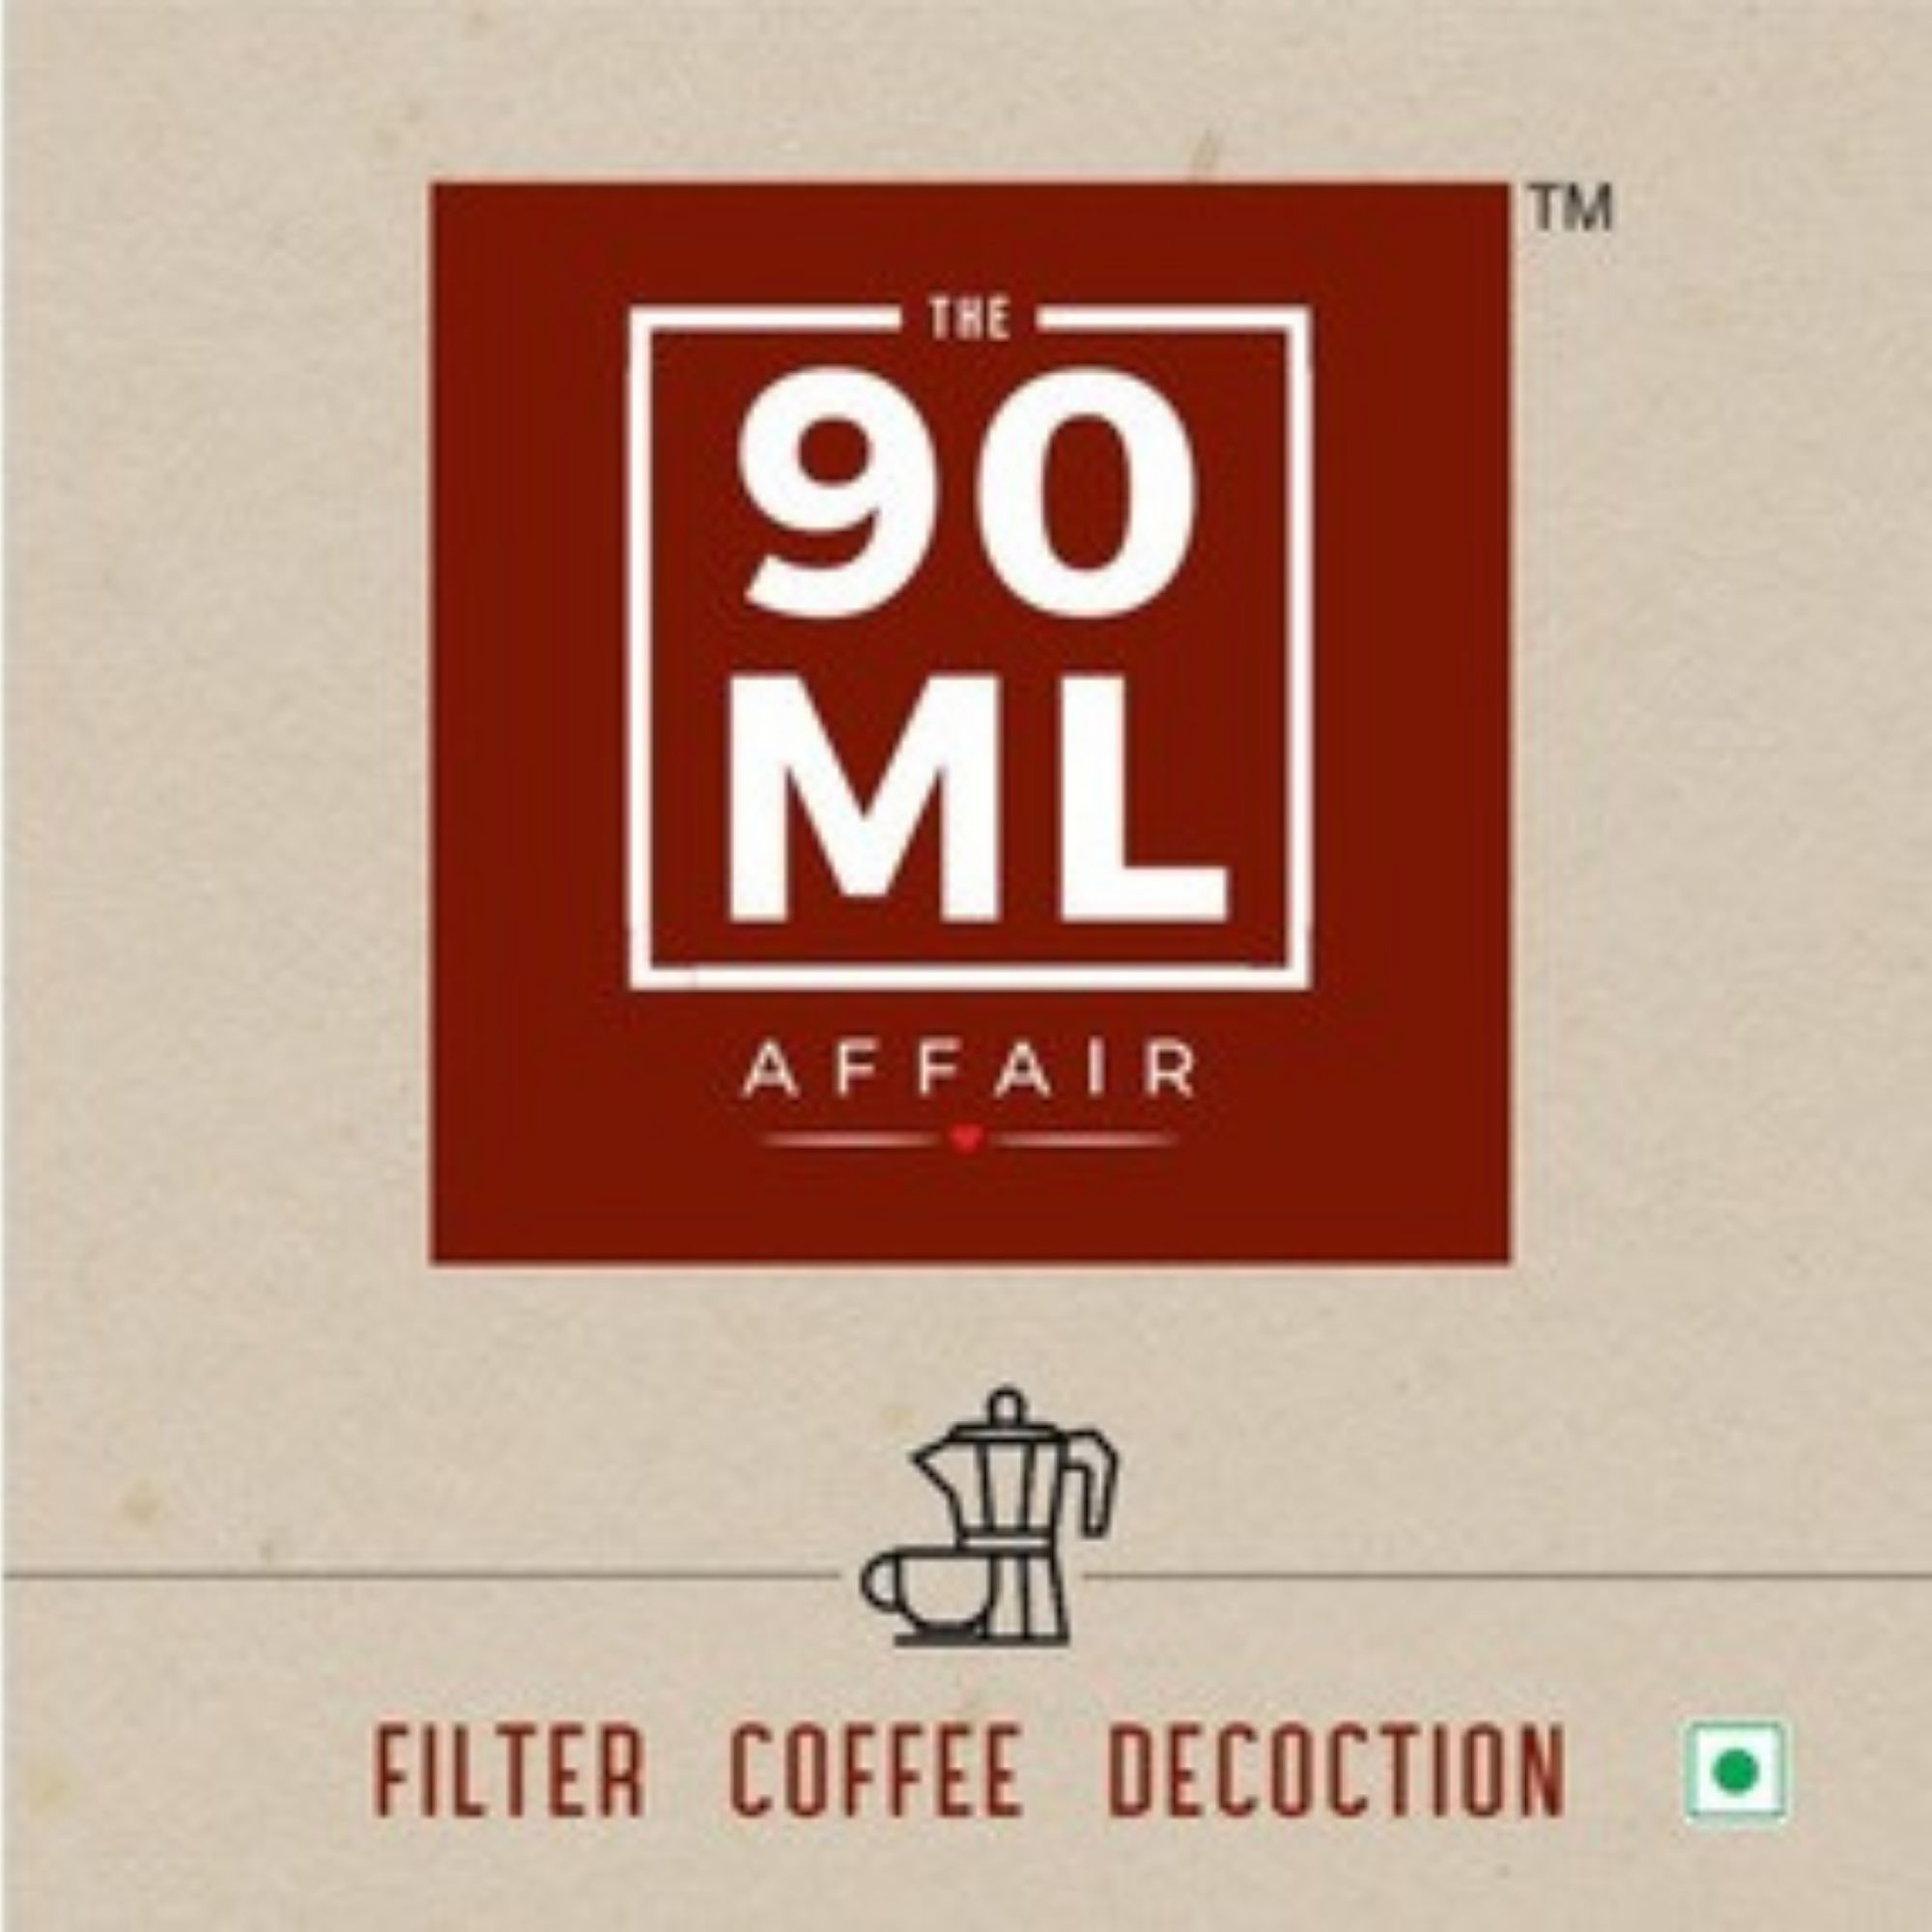 TM
THE
90
ML
AFFAIR
FILTER COFFEE DECOCTION